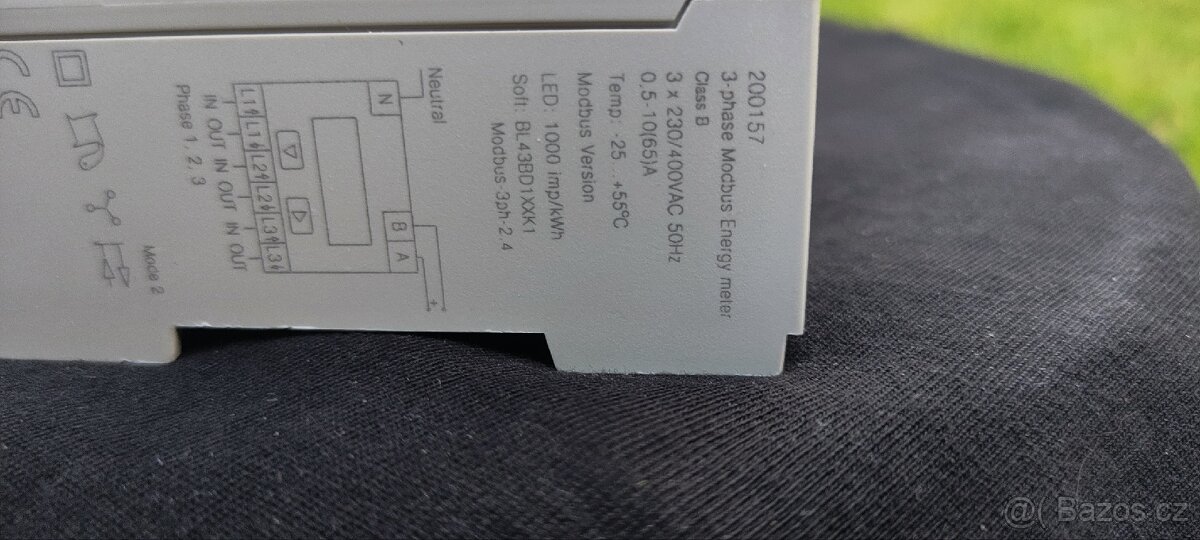 200157
3-phase Modbus Energy meter
Class B
3 x 230/400VAC 50Hz
0,5-10(65)A
Temp: -25...+55°C
Modbus Version
LED: 1000 imp/kWh
Soft: BL43BD1XXK1
Modbus-3ph-2.4
Neutral
N B A
L1 L1 L2 L2 L3 L3
IN OUT IN OUT IN OUT
Phase 1, 2, 3
Mode 2
CE
@( Bazos.cz